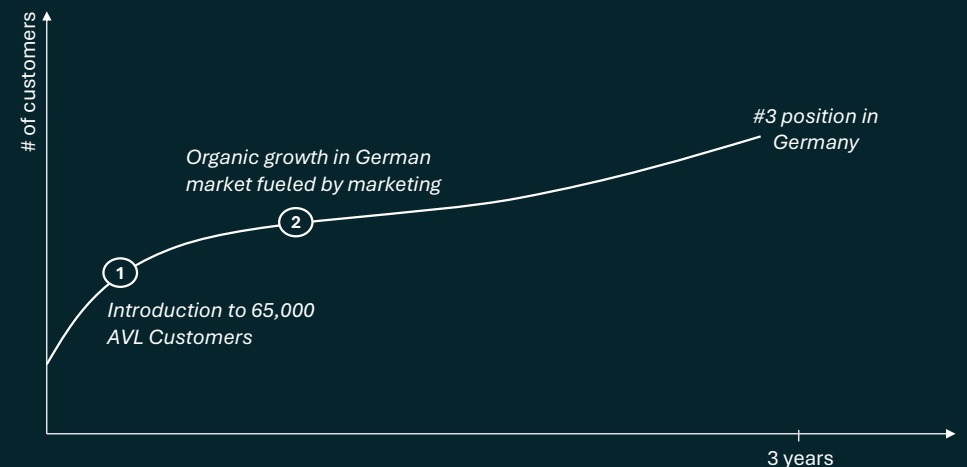 # of customers
#3 position in
Germany
Organic growth in German
market fueled by marketing
2
1
Introduction to 65,000
AVL Customers
3 years